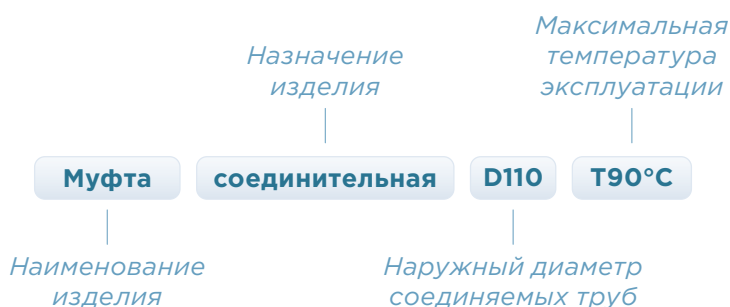 Максимальная
температура
эксплуатации
Назначение
изделия
Муфта соединительная D110 T90°C
Наименование
изделия
Наружный диаметр
соединяемых труб